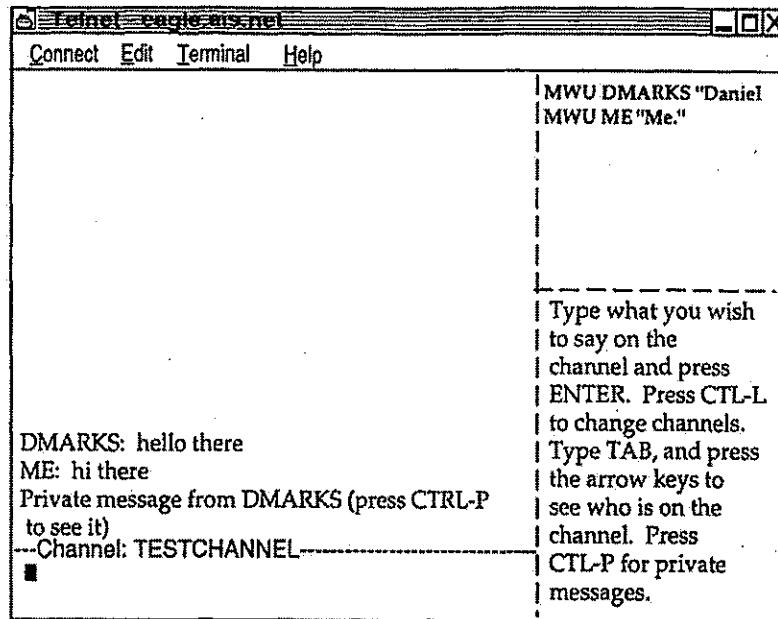 Telnet - eagle.ais.net
Connect Edit Terminal Help
MWU DMARKS "Daniel
MWU ME "Me."
DMARKS: hello there
ME: hi there
Private message from DMARKS (press CTRL-P
to see it)
---Channel: TESTCHANNEL---
Type what you wish
to say on the
channel and press
ENTER. Press CTL-L
to change channels.
Type TAB, and press
the arrow keys to
see who is on the
channel. Press
CTL-P for private
messages.